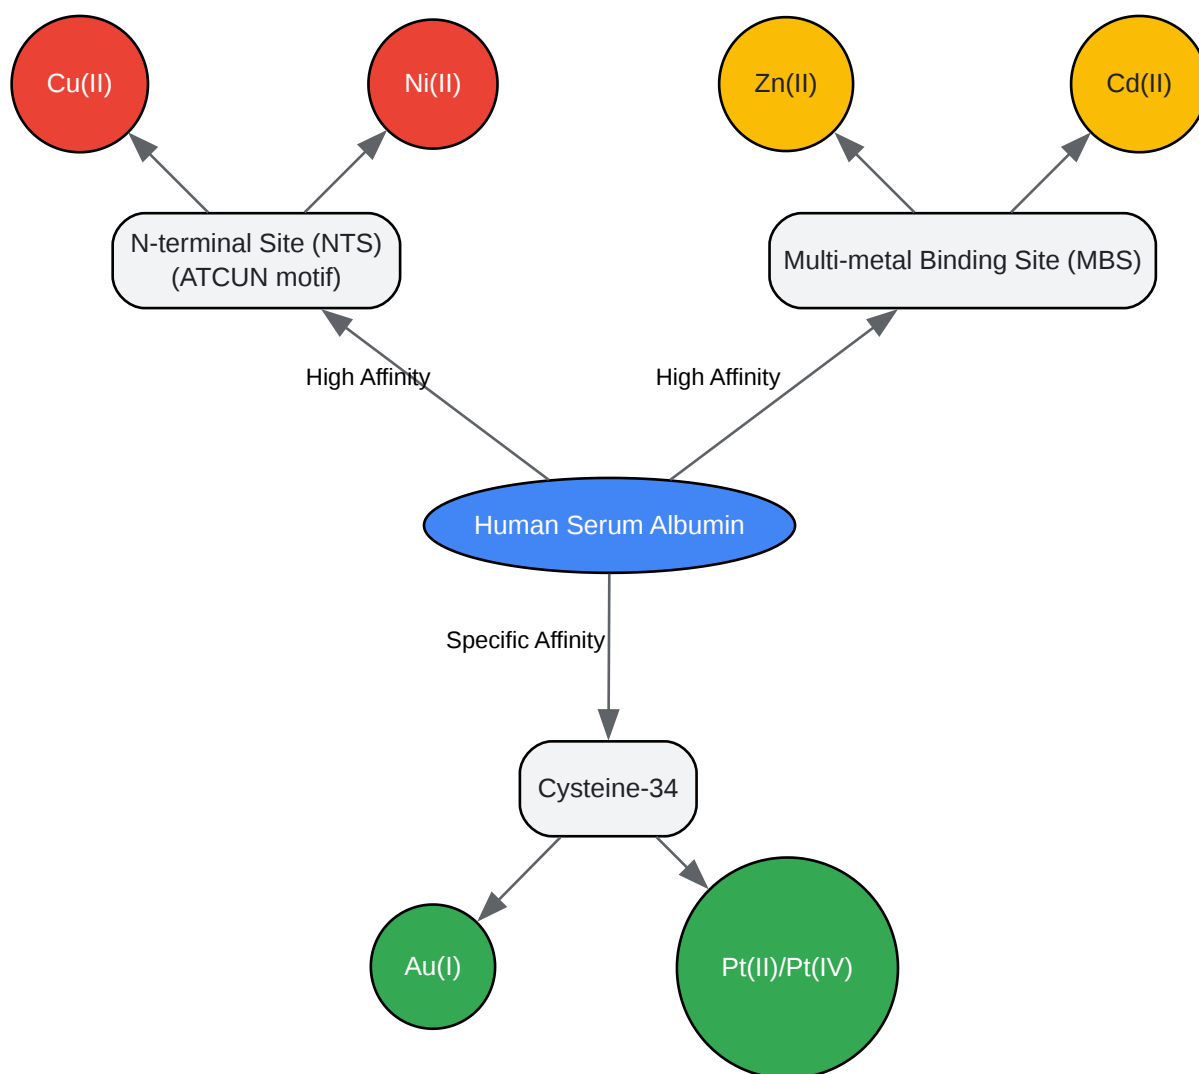 Cu(II)
Ni(II)
Zn(II)
Cd(II)
N-terminal Site (NTS)
(ATCUN motif)
Multi-metal Binding Site (MBS)
High Affinity
High Affinity
Human Serum Albumin
Specific Affinity
Cysteine-34
Au(I)
Pt(II)/Pt(IV)